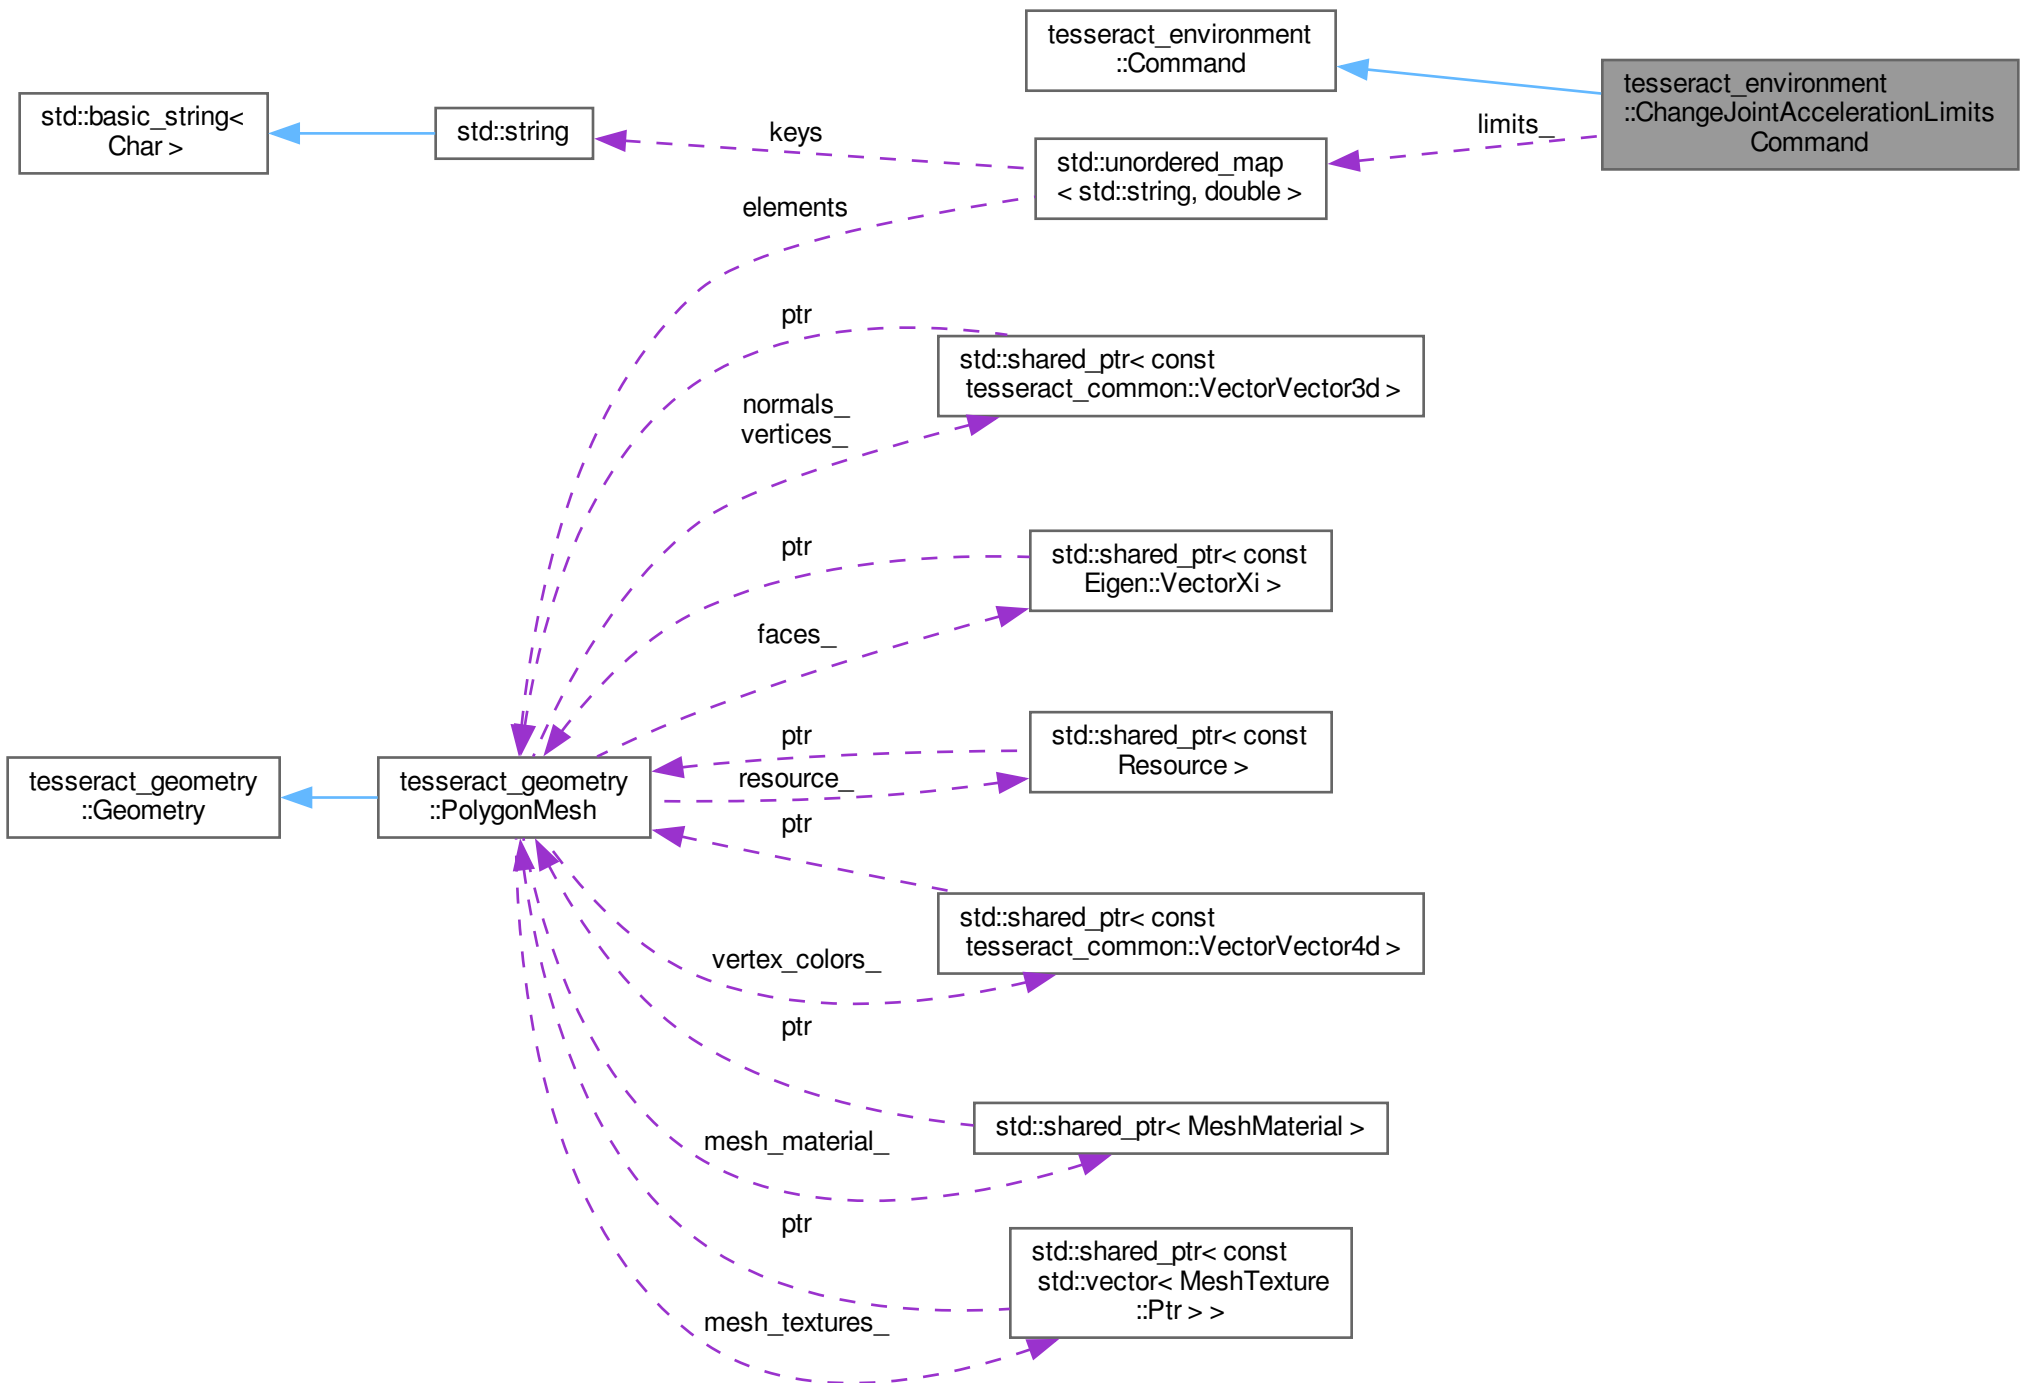 tesseract_environment
::Command
tesseract_environment
::ChangeJointAccelerationLimits
Command
std::basic_string<
Char >
std::string
keys
limits_
std::unordered_map
< std::string, double >
elements
ptr
std::shared_ptr< const
tesseract_common::VectorVector3d >
normals_
vertices_
ptr
std::shared_ptr< const
Eigen::VectorXi >
faces_
ptr
std::shared_ptr< const
Resource >
resource_
tesseract_geometry
::Geometry
tesseract_geometry
::PolygonMesh
ptr
std::shared_ptr< const
tesseract_common::VectorVector4d >
vertex_colors_
ptr
std::shared_ptr< MeshMaterial >
mesh_material_
ptr
std::shared_ptr< const
std::vector< MeshTexture
::Ptr > >
mesh_textures_